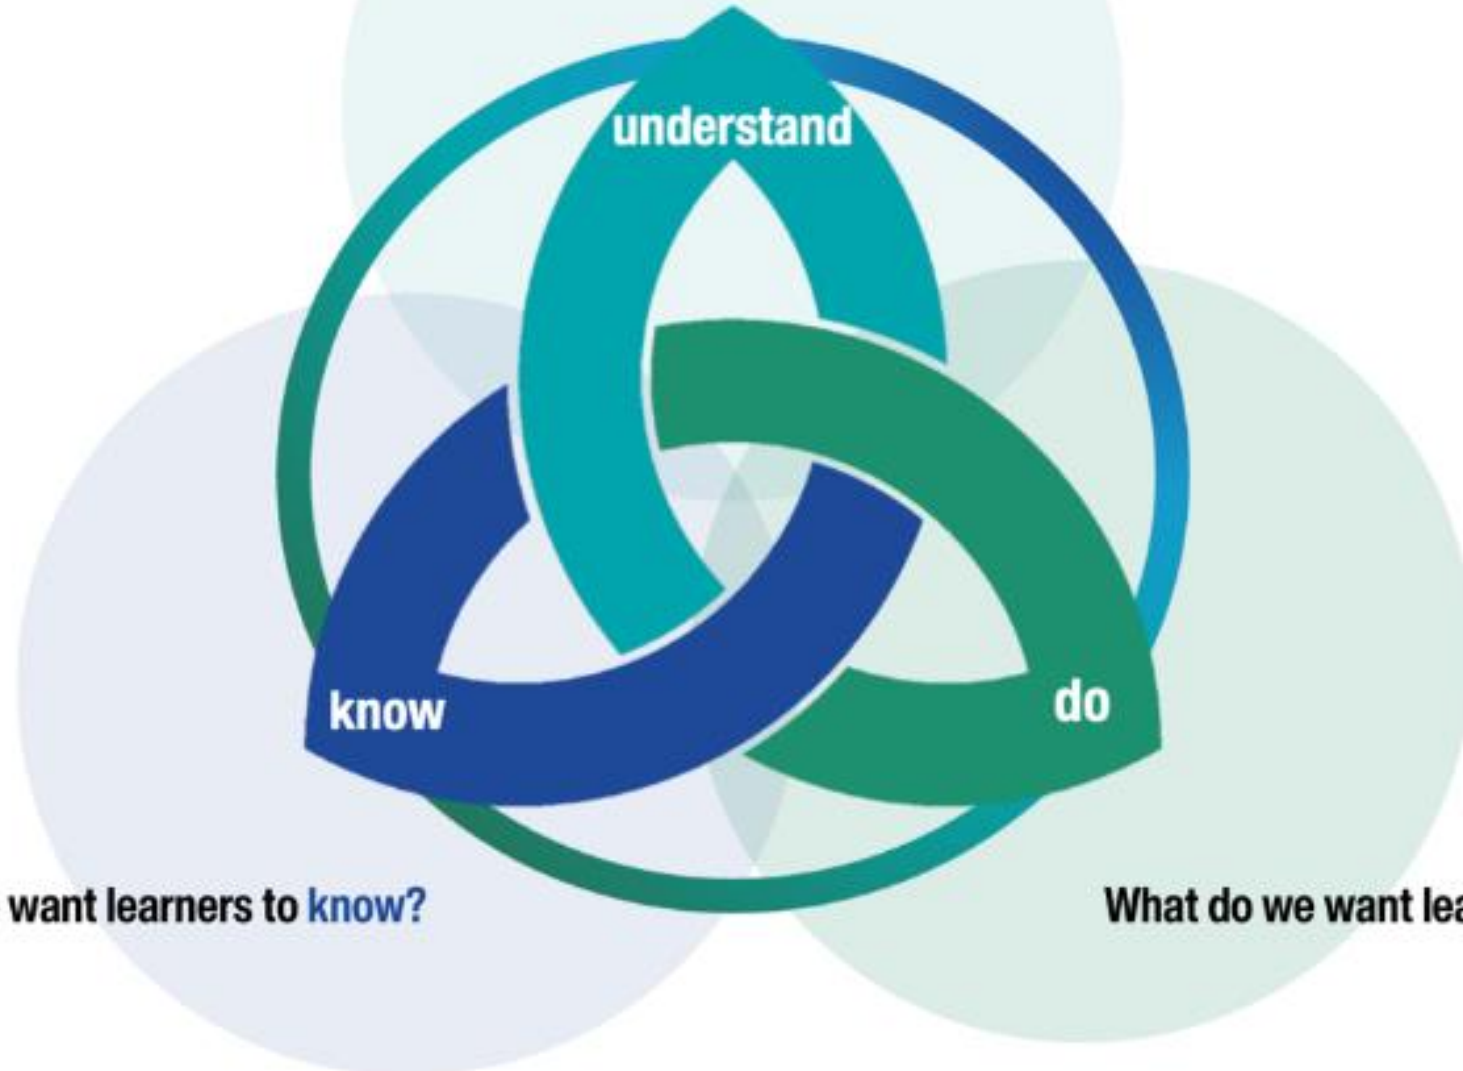 understand
know
do
want learners to know?
What do we want lea